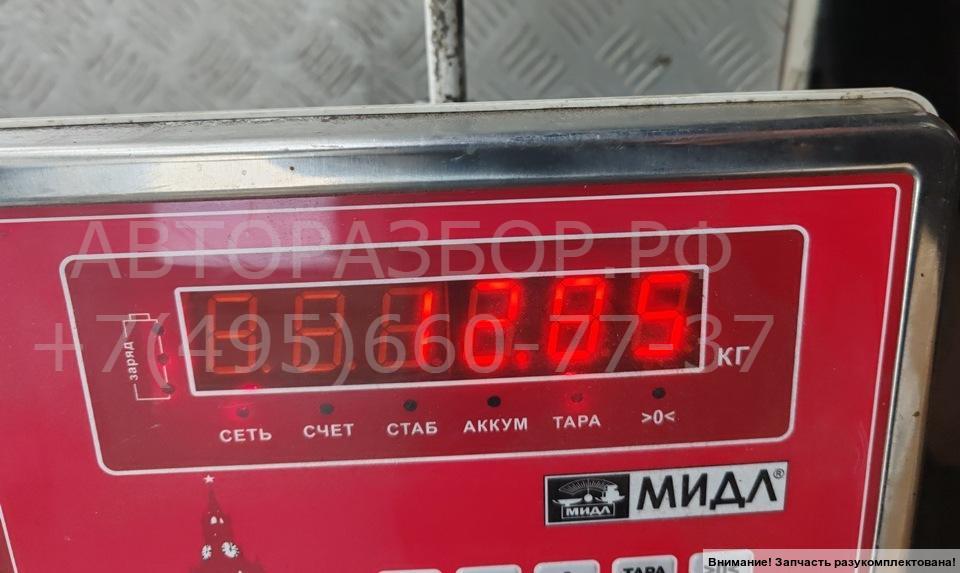 АВТОРАЗБОР.РФ
+7(495)660-77-37
КГ
заряд
СЕТЬ СЧЕТ СТАБ АККУМ ТАРА >0<
МИДЛ МИДЛ®
ТАРА >0<
Внимание! Запчасть разукомплектована!